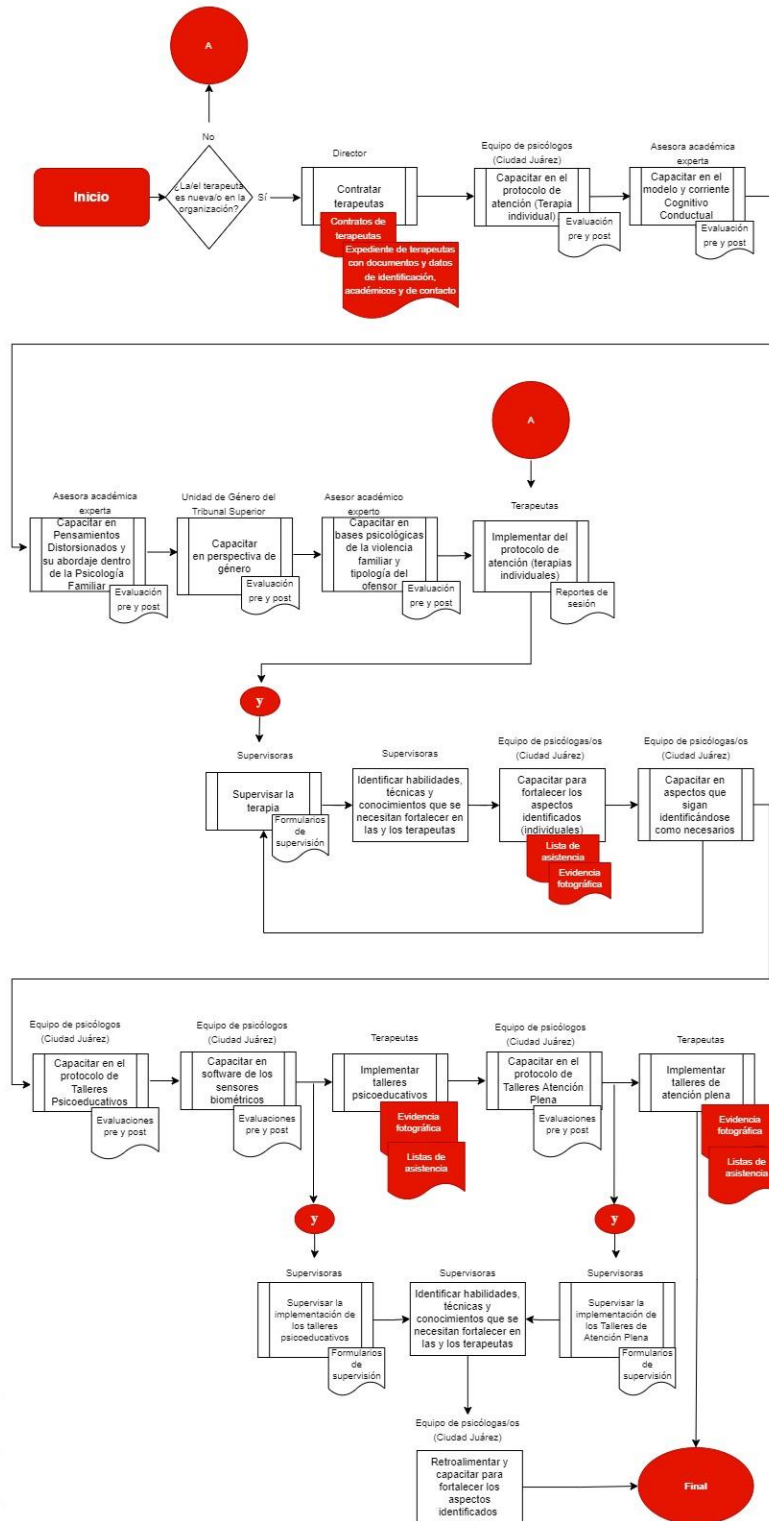 A
No
Inicio
¿La/el terapeuta
es nueva/o en la
organización?
Sí
Director
Contratar
terapeutas
Contratos de
terapeutas
Expediente de terapeutas
con documentos y datos
de identificación,
académicos y de contacto
Equipo de psicólogos
(Ciudad Juárez)
Capacitar en el
protocolo de
atención (Terapia
individual)
Evaluación
pre y post
Asesora académica
experta
Capacitar en el
modelo y corriente
Cognitivo
Conductual
Evaluación
pre y post
A
Asesora académica
experta
Capacitar en
Pensamientos
Distorsionados y
su abordaje dentro
de la Psicología
Familiar
Evaluación
pre y post
Unidad de Género del
Tribunal Superior
Capacitar
en perspectiva de
género
Evaluación
pre y post
Asesor académico
experto
Capacitar en
bases psicológicas
de la violencia
familiar y
tipología del
ofensor
Evaluación
pre y post
Terapeutas
Implementar del
protocolo de
atención (terapias
individuales)
Reportes de
sesión
y
Supervisoras
Supervisar la
terapia
Formularios
de
supervisión
Supervisoras
Identificar habilidades,
técnicas y
conocimientos que se
necesitan fortalecer en
las y los terapeutas
Equipo de psicólogas/os
(Ciudad Juárez)
Capacitar para
fortalecer los
aspectos
identificados
(individuales)
Lista de
asistencia
Evidencia
fotográfica
Equipo de psicólogas/os
(Ciudad Juárez)
Capacitar en
aspectos que
sigan
identificándose
como necesarios
Equipo de psicólogos
(Ciudad Juárez)
Capacitar en el
protocolo de
Talleres
Psicoeducativos
Evaluaciones
pre y post
Equipo de psicólogos
(Ciudad Juárez)
Capacitar en
software de los
sensores
biométricos
Evaluaciones
pre y post
Terapeutas
Implementar
talleres
psicoeducativos
Evidencia
fotográfica
Listas de
asistencia
Equipo de psicólogos
(Ciudad Juárez)
Capacitar en el
protocolo de
Talleres Atención
Plena
Evaluaciones
pre y post
Terapeutas
Implementar
talleres de
atención plena
Evidencia
fotográfica
Listas de
asistencia
y
y
Supervisoras
Supervisar la
implementación de
los talleres
psicoeducativos
Formularios
de
supervisión
Supervisoras
Identificar habilidades,
técnicas y
conocimientos que se
necesitan fortalecer en
las y los terapeutas
Supervisoras
Supervisar la
implementación de
los Talleres de
Atención Plena
Formularios
de
supervisión
Equipo de psicólogas/os
(Ciudad Juárez)
Retroalimentar y
capacitar para
fortalecer los
aspectos
identificados
Final